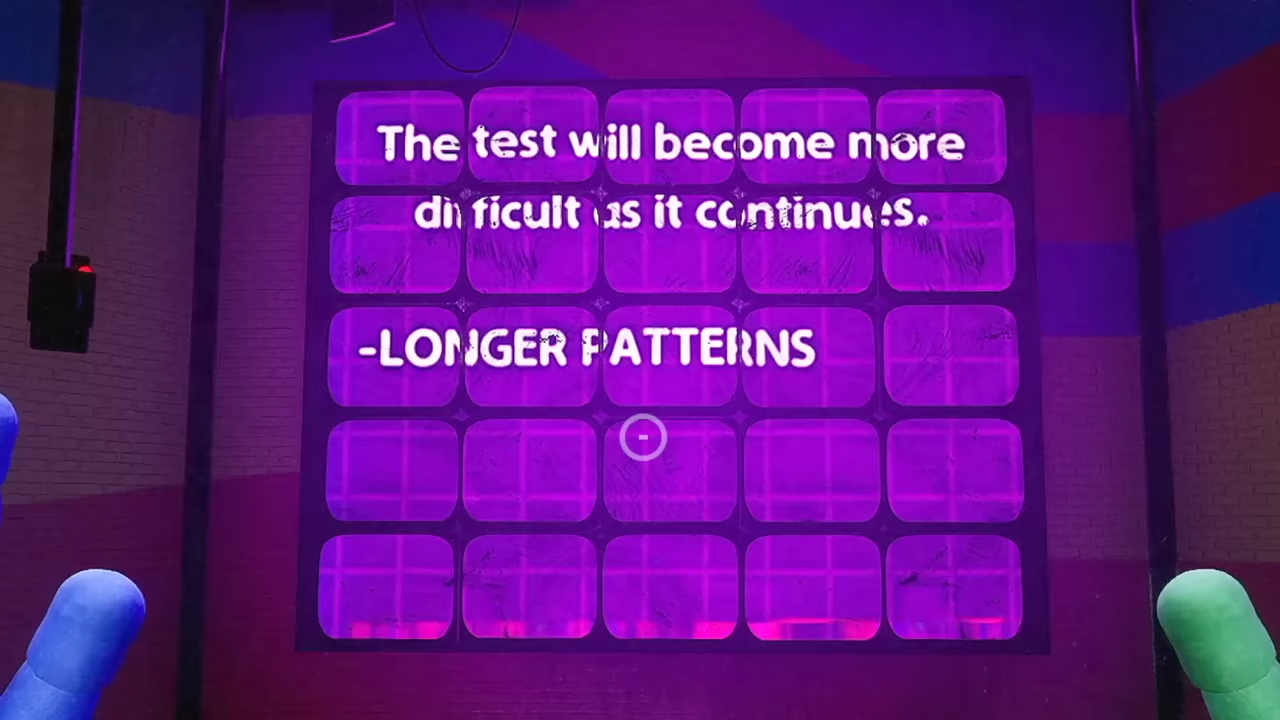 The test will become more
difficult as it continues.
-LONGER PATTERNS